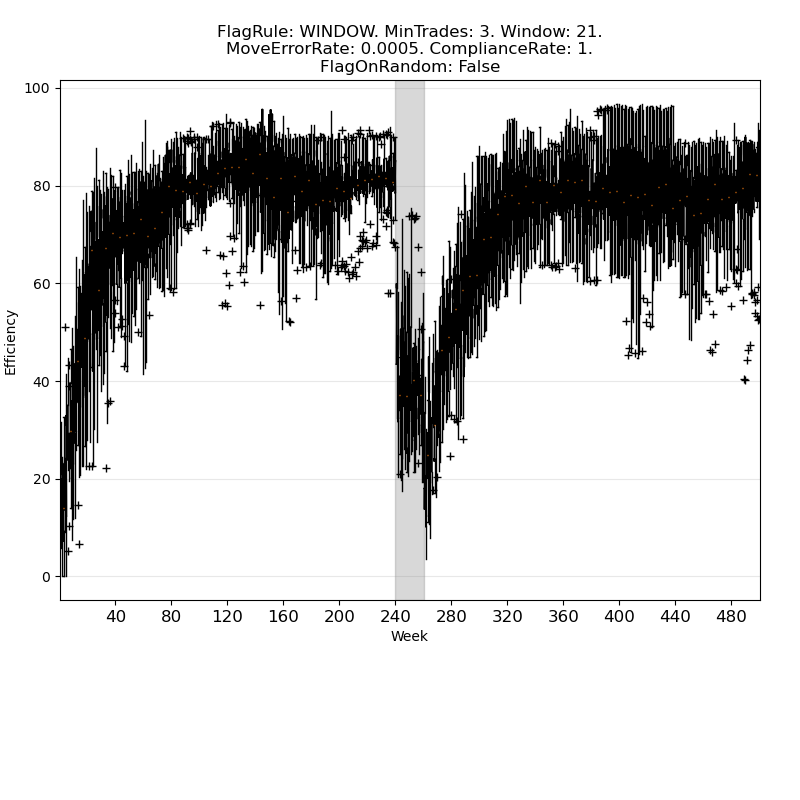 FlagRule: WINDOW. MinTrades: 3. Window: 21.
MoveErrorRate: 0.0005. ComplianceRate: 1.
FlagOnRandom: False
100
80
60
40
20
0
Efficiency
40 80 120 160 200 240 280 320 360 400 440 480
Week